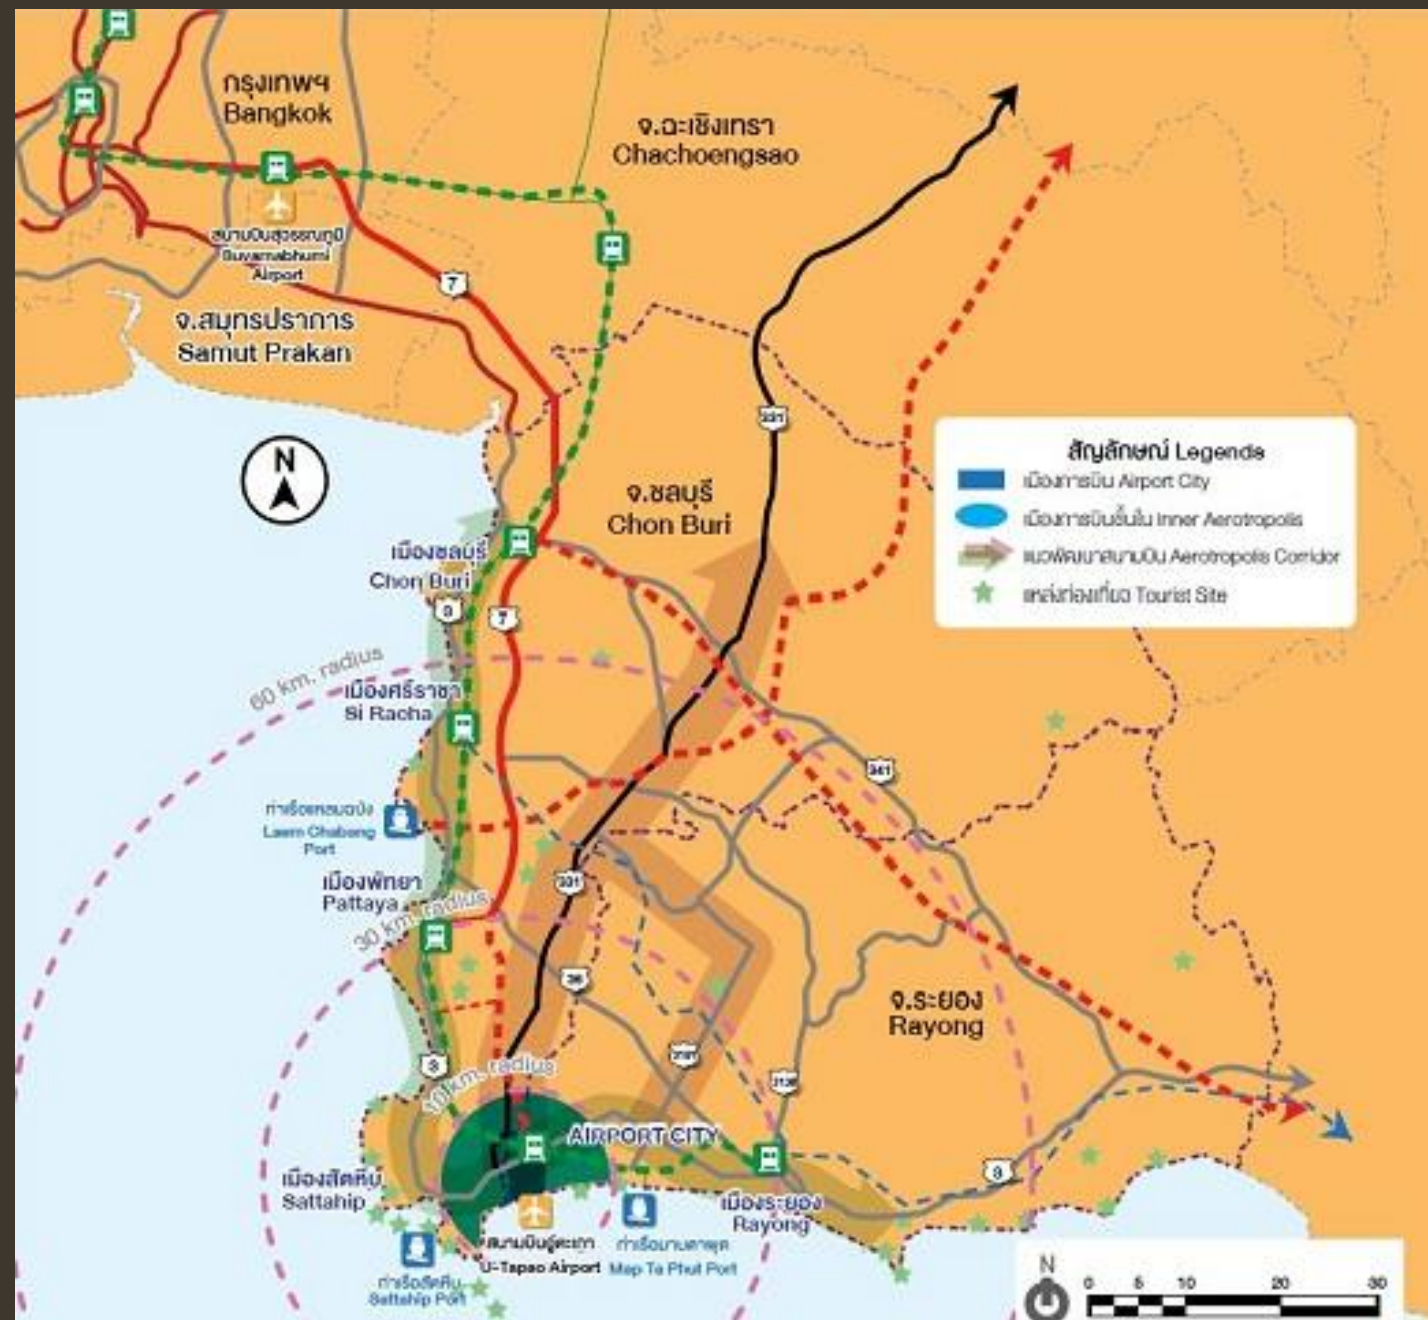 กรุงเทพฯ
Bangkok
จ.ฉะเชิงเทรา
Chachoengsao
สนามบินสุวรรณภูมิ
Suvarnabhumi
Airport
7
จ.สมุทรปราการ
Samut Prakan
N
331
สัญลักษณ์ Legends
เมืองการบิน Airport City
เมืองการบินชั้นใน Inner Aerotropolis
แนวพัฒนาสนามบิน Aerotropolis Corridor
แหล่งท่องเที่ยว Tourist Site
จ.ชลบุรี
Chon Buri
เมืองชลบุรี
Chon Buri
3
7
60 km. radius
เมืองศรีราชา
Si Racha
ท่าเรือแหลมฉบัง
Laem Chabang
Port
เมืองพัทยา
Pattaya
30 km. radius
331
36
จ.ระยอง
Rayong
3
10 km. radius
3191
AIRPORT CITY
3
เมืองสัตหีบ
Sattahip
เมืองระยอง
Rayong
สนามบินอู่ตะเภา
U-Tapao Airport
ท่าเรือมาบตาพุด
Map Ta Phut Port
ท่าเรือสัตหีบ
Sattahip Port
N
0 5 10 20 30